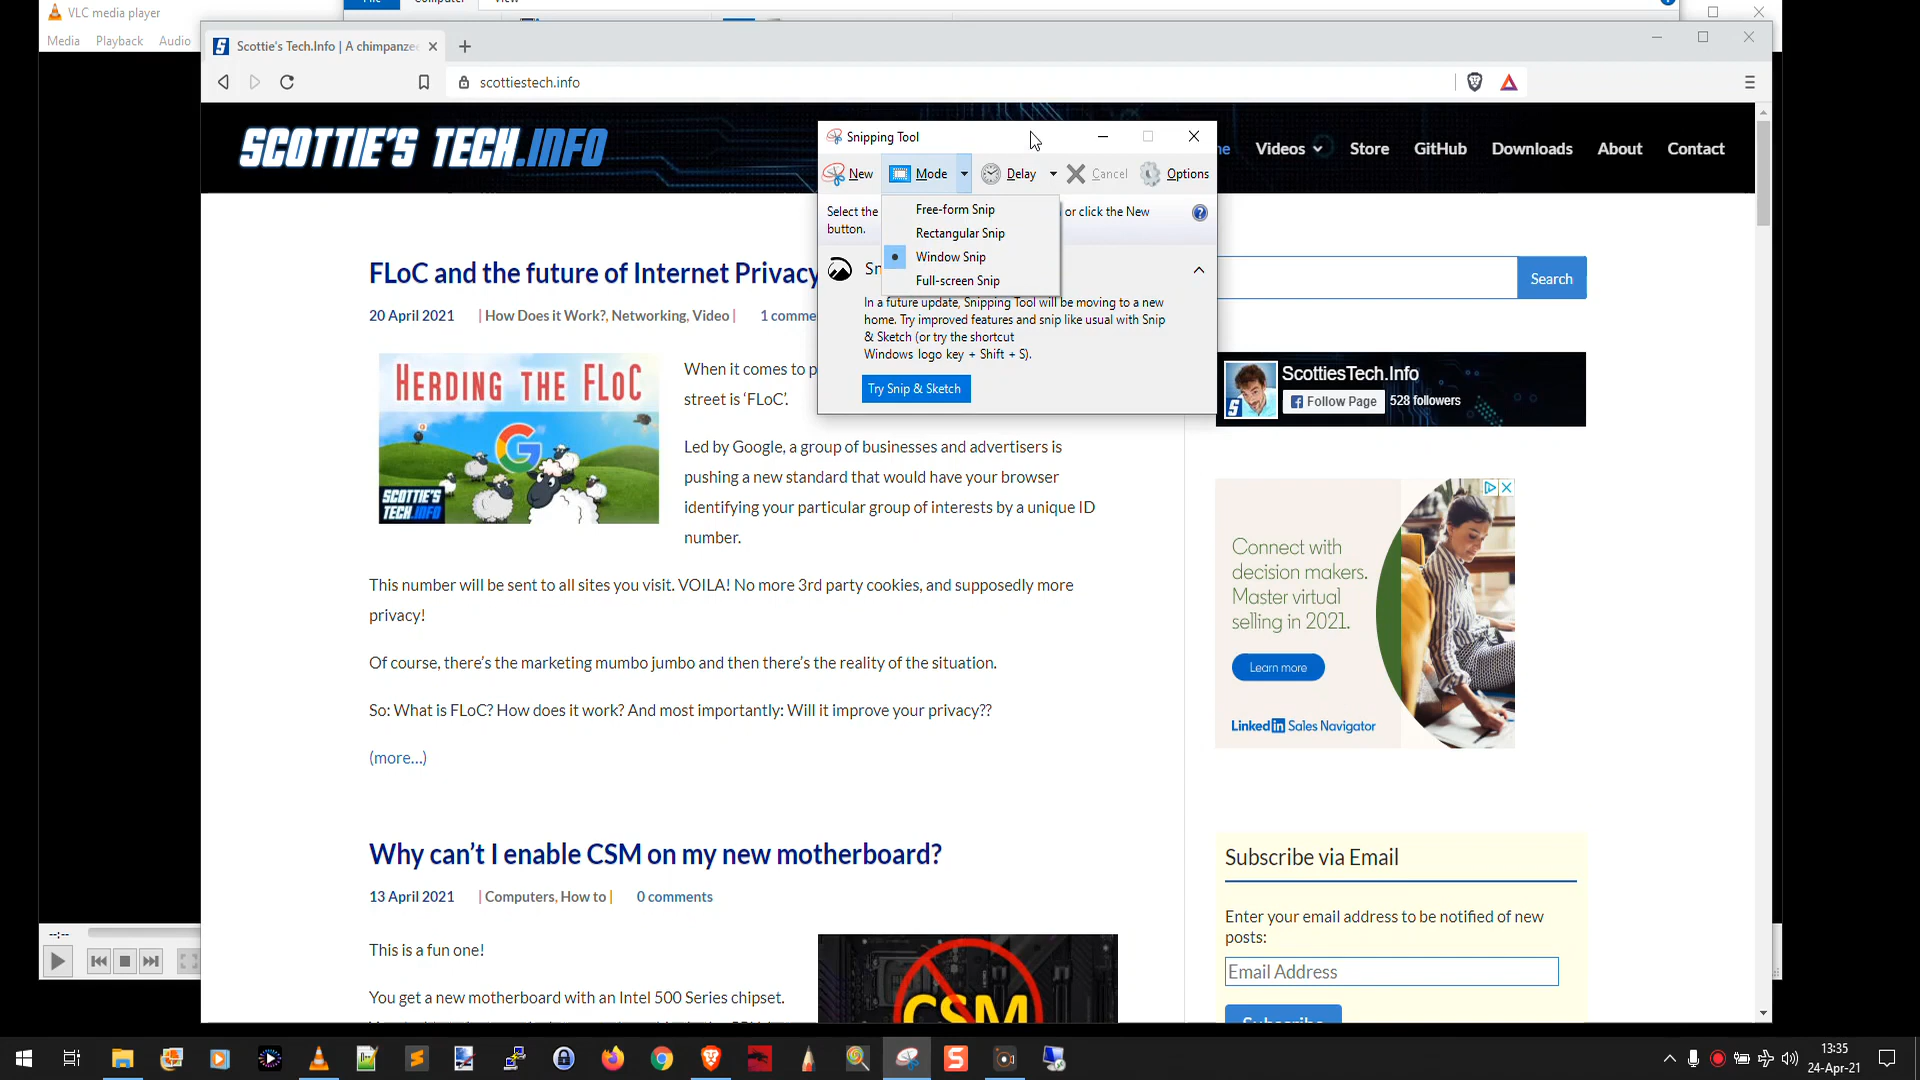 VLC media player
Media Playback Audio
File Computer View
Scottie's Tech.Info | A chimpanze
scottiestech.info
SCOTTIE'S TECH.INFO
Videos
Store
GitHub
Downloads
About
Contact
Snipping Tool
New
Mode
Delay
Cancel
Options
Select the
or click the New
button.
Free-form Snip
Rectangular Snip
Window Snip
Full-screen Snip
In a future update, Snipping Tool will be moving to a new
home. Try improved features and snip like usual with Snip
& Sketch (or try the shortcut
Windows logo key + Shift + S).
Try Snip & Sketch
FLoC and the future of Internet Privacy
20 April 2021
| How Does it Work?, Networking, Video |
1 comme
HERDING THE FLOC
G
SCOTTIE'S
TECH.INFO
When it comes to p
street is ‘FLoC’.
Led by Google, a group of businesses and advertisers is
pushing a new standard that would have your browser
identifying your particular group of interests by a unique ID
number.
This number will be sent to all sites you visit. VOILA! No more 3rd party cookies, and supposedly more
privacy!
Of course, there’s the marketing mumbo jumbo and then there’s the reality of the situation.
So: What is FLoC? How does it work? And most importantly: Will it improve your privacy??
(more…)
Why can’t I enable CSM on my new motherboard?
13 April 2021
| Computers, How to |
0 comments
This is a fun one!
You get a new motherboard with an Intel 500 Series chipset.
CSM
Search
ScottiesTech.Info
Follow Page
528 followers
Connect with
decision makers.
Master virtual
selling in 2021.
Learn more
Linked in Sales Navigator
Subscribe via Email
Enter your email address to be notified of new
posts:
Email Address
Subscribe
--:--
13:35
24-Apr-21